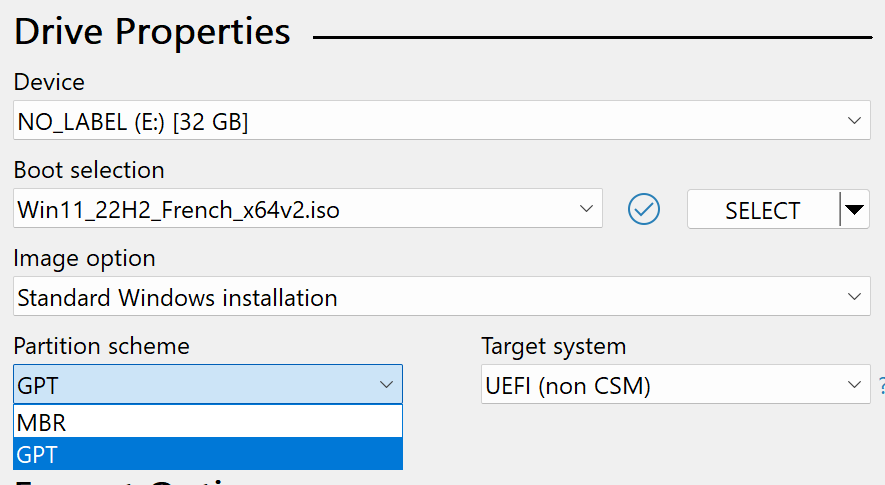 Drive Properties
Device
NO_LABEL (E:) [32 GB]
Boot selection
Win11_22H2_French_x64v2.iso
SELECT
Image option
Standard Windows installation
Partition scheme
Target system
GPT
UEFI (non CSM)
?
MBR
GPT